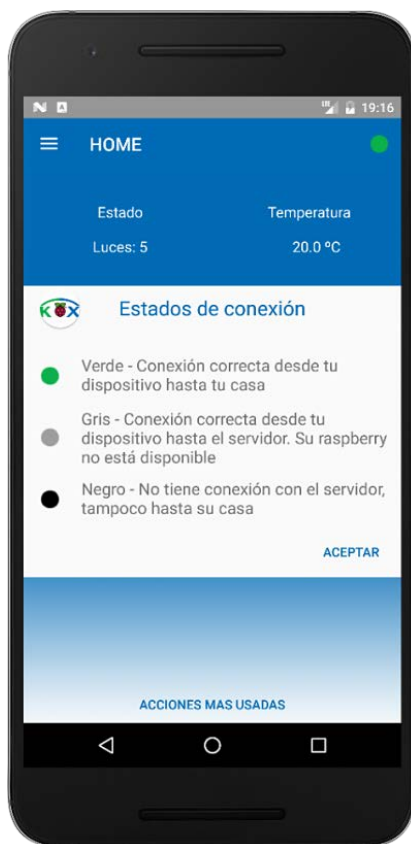 19:16
HOME
Estado Temperatura
Luces: 5 20.0 ºC
KOX Estados de conexión
Verde - Conexión correcta desde tu
dispositivo hasta tu casa
Gris - Conexión correcta desde tu
dispositivo hasta el servidor. Su raspberry
no está disponible
Negro - No tiene conexión con el servidor,
tampoco hasta su casa
ACEPTAR
ACCIONES MAS USADAS